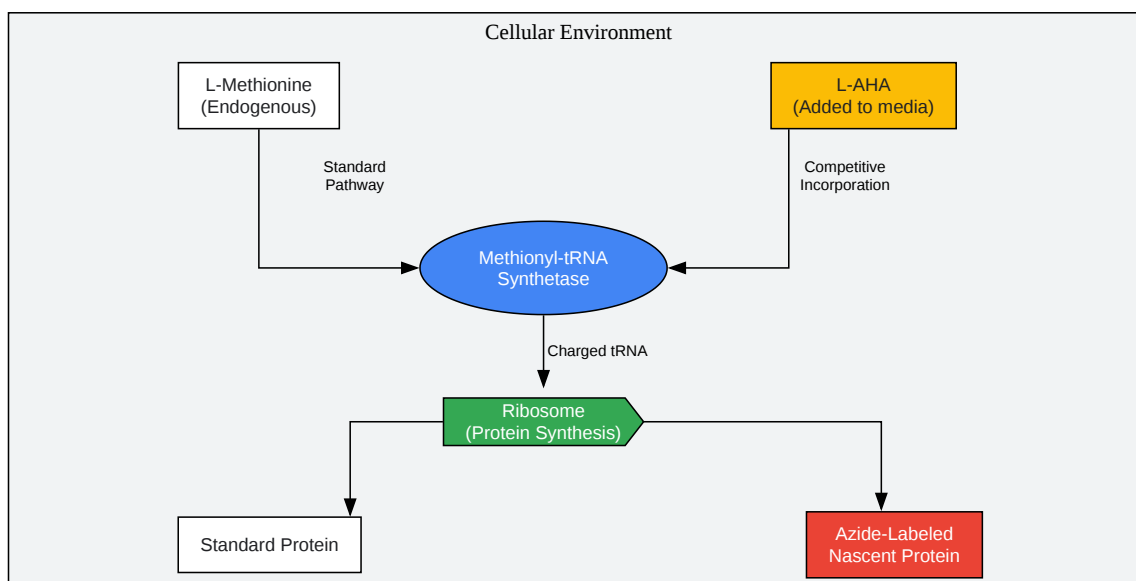 Cellular Environment
L-Methionine
(Endogenous)
L-AHA
(Added to media)
Standard
Pathway
Competitive
Incorporation
Methionyl-tRNA
Synthetase
Charged tRNA
Ribosome
(Protein Synthesis)
Standard Protein
Azide-Labeled
Nascent Protein